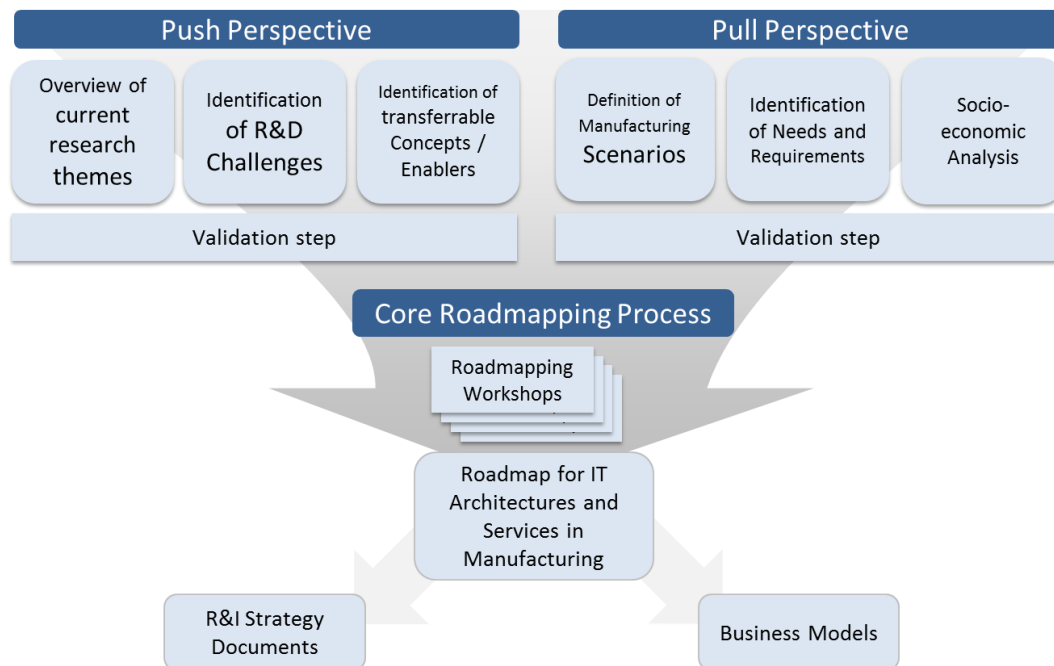 Push Perspective
Overview of
current
research
themes
Identification
of R&D
Challenges
Identification of
transferrable
Concepts /
Enablers
Validation step
Pull Perspective
Definition of
Manufacturing
Scenarios
Identification
of Needs and
Requirements
Socio-
economic
Analysis
Validation step
Core Roadmapping Process
Roadmapping
Workshops
Roadmap for IT
Architectures and
Services in
Manufacturing
R&I Strategy
Documents
Business Models